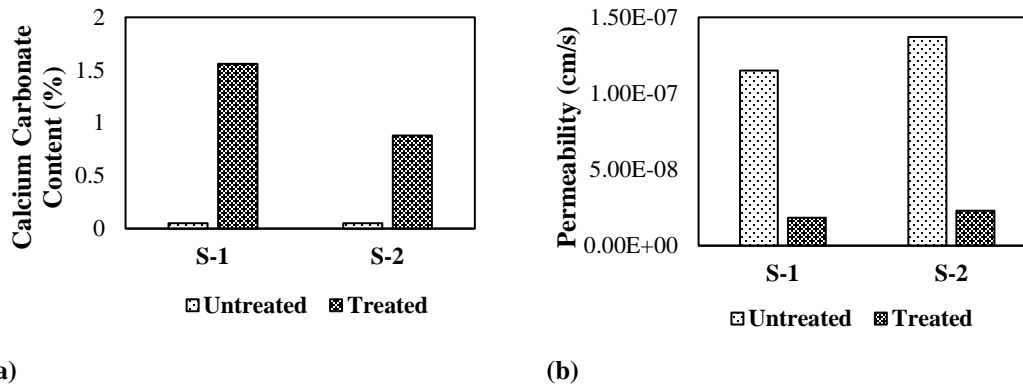 Calcium Carbonate
Content (%)
2
1.5
1
0.5
0
S-1 S-2
Untreated Treated
a)
Permeability (cm/s)
1.50E-07
1.00E-07
5.00E-08
0.00E+00
S-1 S-2
Untreated Treated
(b)